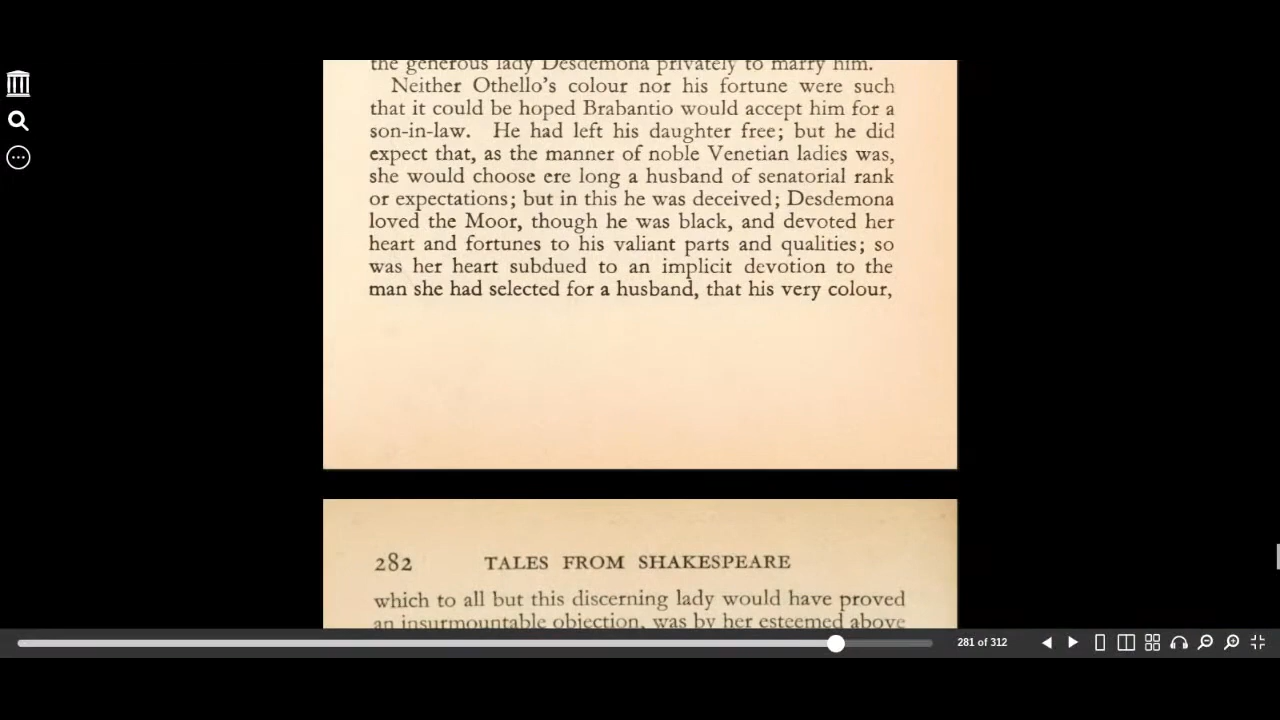 the generous lady Desdemona privately to marry him.
Neither Othello's colour nor his fortune were such
that it could be hoped Brabantio would accept him for a
son-in-law. He had left his daughter free; but he did
expect that, as the manner of noble Venetian ladies was,
she would choose ere long a husband of senatorial rank
or expectations; but in this he was deceived; Desdemona
loved the Moor, though he was black, and devoted her
heart and fortunes to his valiant parts and qualities; so
was her heart subdued to an implicit devotion to the
man she had selected for a husband, that his very colour,
282 TALES FROM SHAKESPEARE
which to all but this discerning lady would have proved
an insurmountable objection, was by her esteemed above
281 of 312